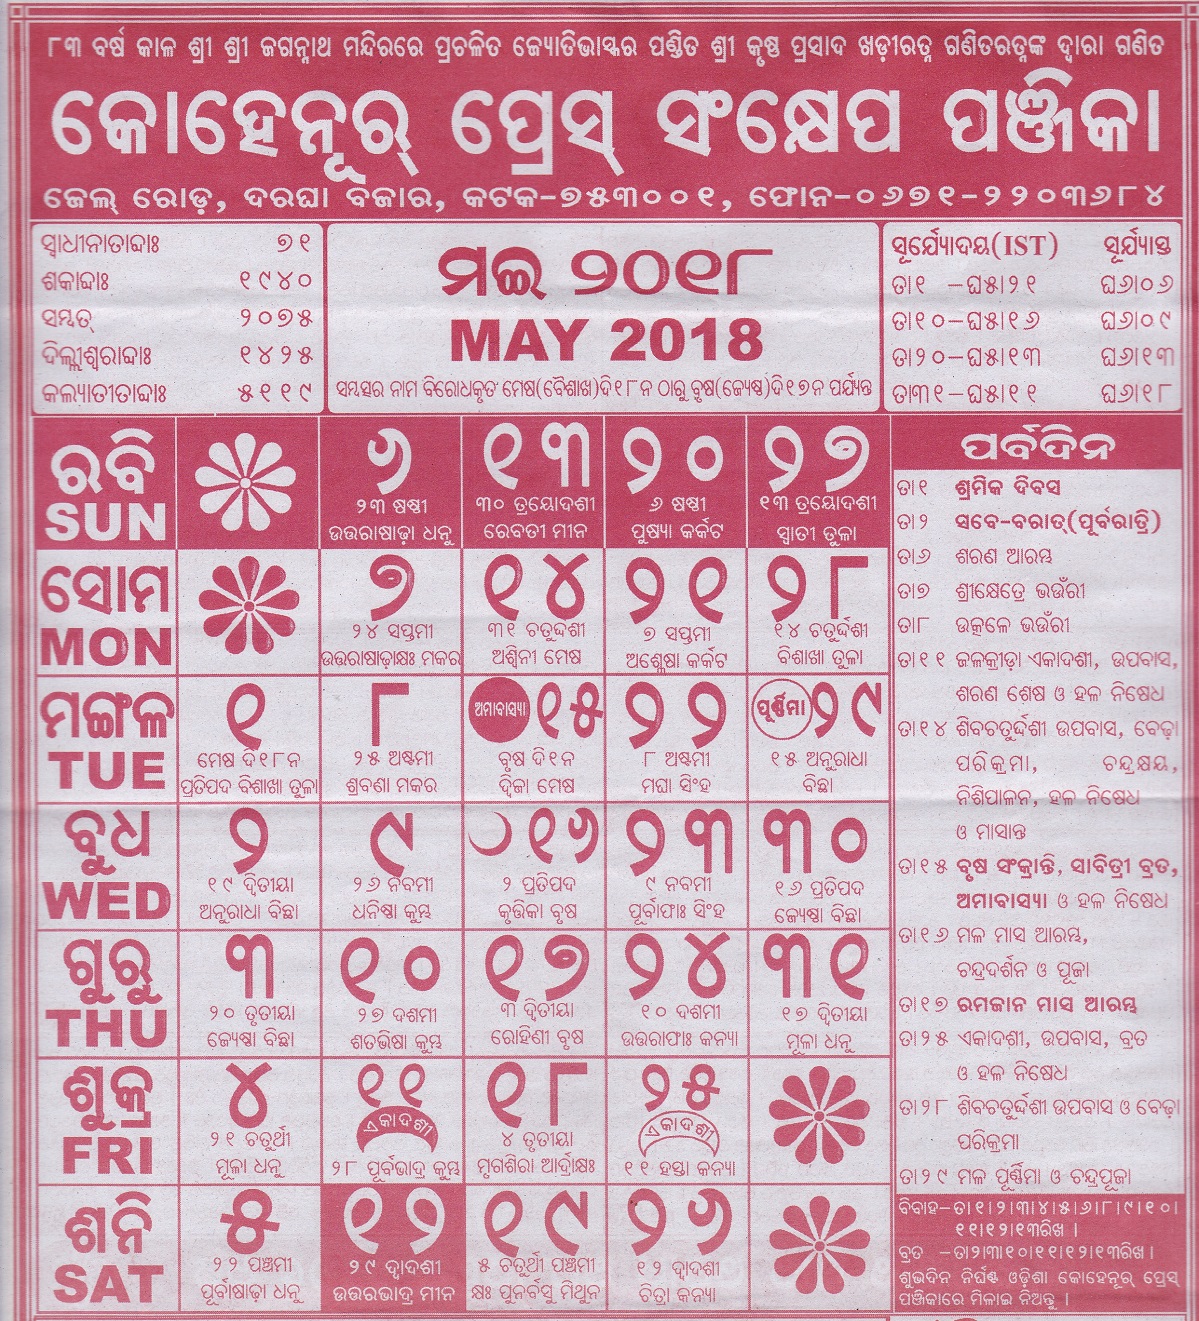 ୮୩ ବର୍ଷ କାଳ ଶ୍ରୀ ଶ୍ରୀ ଜଗନ୍ନାଥ ମନ୍ଦିରରେ ପ୍ରଚଳିତ ଜ୍ୟୋତିଭାସ୍କର ପଣ୍ଡିତ ଶ୍ରୀ କୃଷ୍ଣ ପ୍ରସାଦ ଖଡ଼ୀରତ୍ନ ଗଣିତରତ୍ନଙ୍କ ଦ୍ୱାରା ଗଣିତ
କୋହେନୂର୍ ପ୍ରେସ୍ ସଂକ୍ଷେପ ପଞ୍ଜିକା
ଜେଲ୍ ରୋଡ଼, ଦରଘା ବଜାର, କଟକ-୭୫୩୦୦୧, ଫୋନ-୦୬୭୧-୨୨୦୩୬୮୪
ସ୍ୱାଧୀନତାବ୍ଦାଃ ୭୧
ଶକାବ୍ଦାଃ ୧୯୪୦
ସମ୍ୱତ୍ ୨୦୭୫
ଦିଲ୍ଲୀଶ୍ୱରାବ୍ଦାଃ ୧୪୨୫
କଲ୍ୟାତୀତାବ୍ଦାଃ ୫୧୧୯
ମଇ ୨୦୧୮
MAY 2018
ସମ୍ୱତ୍ସର ନାମ ବିରୋଧକୃତ ମେଷ(ବୈଶାଖ)ଦି୧୮ନ ଠାରୁ ବୃଷ(ଜ୍ୟେଷ୍ଠ)ଦି୧୭ନ ପର୍ଯ୍ୟନ୍ତ
ସୂର୍ଯ୍ୟୋଦୟ(IST) ସୂର୍ଯ୍ୟାସ୍ତ
ତା୧ -ଘ୫।୨୧ ଘ୬।୦୬
ତା୧୦-ଘ୫।୧୬ ଘ୬।୦୯
ତା୨୦-ଘ୫।୧୩ ଘ୬।୧୩
ତା୩୧-ଘ୫।୧୧ ଘ୬।୧୮
ରବି ୬ ୧୩ ୨୦ ୨୭
SUN
୨୩ ଷଷ୍ଠୀ ୩୦ ତ୍ରୟୋଦଶୀ ୬ ଷଷ୍ଠୀ ୧୩ ତ୍ରୟୋଦଶୀ
ଉତ୍ତରାଷାଢ଼ା ଧନୁ ରେବତୀ ମୀନ ପୁଷ୍ୟା କର୍କଟ ସ୍ୱାତୀ ତୁଳା
ସୋମ ୭ ୧୪ ୨୧ ୨୮
MON
୨୪ ସପ୍ତମୀ ୩୧ ଚତୁର୍ଦ୍ଦଶୀ ୭ ସପ୍ତମୀ ୧୪ ଚତୁର୍ଦ୍ଦଶୀ
ଉତ୍ତରାଷାଢ଼ାକ୍ଷଃ ମକର ଅଶ୍ୱିନୀ ମେଷ ଅଶ୍ଳେଷା କର୍କଟ ବିଶାଖା ତୁଳା
ମଙ୍ଗଳ ୧ ୮ ଅମାବାସ୍ୟା ୧୫ ୨୨ ପୂର୍ଣ୍ଣିମା ୨୯
TUE
ମେଷ ଦି୧୮ନ ୨୫ ଅଷ୍ଟମୀ ବୃଷ ଦି୧ନ ୮ ଅଷ୍ଟମୀ ୧୫ ଅନୁରାଧା
ପ୍ରତିପଦ ବିଶାଖା ତୁଳା ଶ୍ରବଣା ମକର ଦ୍ୱିକା ମେଷ ମଘା ସିଂହ ବିଛା
ବୁଧ ୨ ୯ ୧୬ ୨୩ ୩୦
WED
୧୯ ଦ୍ୱିତୀୟା ୨୬ ନବମୀ ୨ ପ୍ରତିପଦ ୯ ନବମୀ ୧୬ ପ୍ରତିପଦ
ଅନୁରାଧା ବିଛା ଧନିଷ୍ଠା କୁମ୍ଭ କୃତ୍ତିକା ବୃଷ ପୂର୍ବାଫାଃ ସିଂହ ଜ୍ୟେଷ୍ଠା ବିଛା
ଗୁରୁ ୩ ୧୦ ୧୭ ୨୪ ୩୧
THU
୨୦ ତୃତୀୟା ୨୭ ଦଶମୀ ୩ ଦ୍ୱିତୀୟା ୧୦ ଦଶମୀ ୧୭ ଦ୍ୱିତୀୟା
ଜ୍ୟେଷ୍ଠା ବିଛା ଶତଭିଷା କୁମ୍ଭ ରୋହିଣୀ ବୃଷ ଉତ୍ତରାଫାଃ କନ୍ୟା ମୂଳା ଧନୁ
ଶୁକ୍ର ୪ ୧୧ ଏକାଦଶୀ ୧୮ ୨୫ ଏକାଦଶୀ
FRI
୨୧ ଚତୁର୍ଥୀ ୨୮ ପୂର୍ବଭାଦ୍ର କୁମ୍ଭ ୪ ତୃତୀୟା ୧୧ ହସ୍ତା କନ୍ୟା
ମୂଳା ଧନୁ ମୃଗଶିରା ଆର୍ଦ୍ରାକ୍ଷଃ
ଶନି ୫ ୧୨ ୧୯ ୨୬
SAT
୨୨ ପଞ୍ଚମୀ ୨୯ ଦ୍ୱାଦଶୀ ୫ ଚତୁର୍ଥୀ ପଞ୍ଚମୀ ୧୨ ଦ୍ୱାଦଶୀ
ପୂର୍ବାଷାଢ଼ା ଧନୁ ଉତ୍ତରଭାଦ୍ର ମୀନ କ୍ଷଃ ପୁନର୍ବସୁ ମିଥୁନ ଚିତ୍ରା କନ୍ୟା
ପର୍ବଦିନ
ତା୧ ଶ୍ରମିକ ଦିବସ
ତା୨ ସବେ-ବରାତ୍(ପୂର୍ବରାତ୍ରି)
ତା୬ ଶରଣ ଆରମ୍ଭ
ତା୭ ଶ୍ରୀକ୍ଷେତ୍ରେ ଭଉଁରୀ
ତା୮ ଉତ୍କଳେ ଭଉଁରୀ
ତା୧୧ ଜଳକ୍ରୀଡ଼ା ଏକାଦଶୀ, ଉପବାସ,
ଶରଣ ଶେଷ ଓ ହଳ ନିଷେଧ
ତା୧୪ ଶିବଚତୁର୍ଦ୍ଦଶୀ ଉପବାସ, ବେଢ଼ା
ପରିକ୍ରମା, ଚନ୍ଦ୍ରକ୍ଷୟ,
ନିଶିପାଳନ, ହଳ ନିଷେଧ
ଓ ମାସାନ୍ତ
ତା୧୫ ବୃଷ ସଂକ୍ରାନ୍ତି, ସାବିତ୍ରୀ ବ୍ରତ,
ଅମାବାସ୍ୟା ଓ ହଳ ନିଷେଧ
ତା୧୬ ମଳ ମାସ ଆରମ୍ଭ,
ଚନ୍ଦ୍ରଦର୍ଶନ ଓ ପୂଜା
ତା୧୭ ରମଜାନ ମାସ ଆରମ୍ଭ
ତା୨୫ ଏକାଦଶୀ, ଉପବାସ, ବ୍ରତ
ଓ ହଳ ନିଷେଧ
ତା୨୮ ଶିବଚତୁର୍ଦ୍ଦଶୀ ଉପବାସ ଓ ବେଢ଼ା
ପରିକ୍ରମା
ତା୨୯ ମଳ ପୂର୍ଣ୍ଣିମା ଓ ଚନ୍ଦ୍ରପୂଜା
ବିବାହ-ତା୧।୨।୩।୪।୫।୬।୮।୯।୧୦।
୧୧।୧୨।୧୩ରିଖ।
ବ୍ରତ -ତା୨।୩।୧୦।୧୧।୧୨।୧୩ରିଖ।
ଶୁଭଦିନ ନିର୍ଘଣ୍ଟ ଓଡ଼ିଶା କୋହେନୂର୍ ପ୍ରେସ୍
ପଞ୍ଜିକାରେ ମିଳାଇ ନିଅନ୍ତୁ।